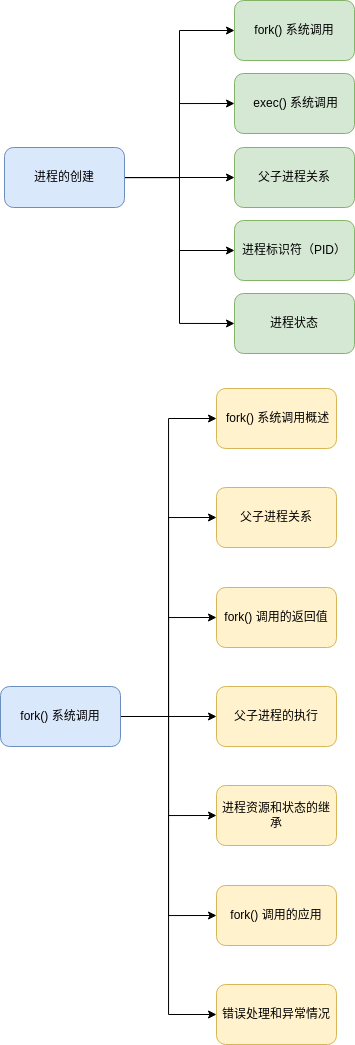 fork() 系统调用
exec() 系统调用
进程的创建
父子进程关系
进程标识符（PID）
进程状态
fork() 系统调用概述
父子进程关系
fork() 调用的返回值
fork() 系统调用
父子进程的执行
进程资源和状态的继
承
fork() 调用的应用
错误处理和异常情况